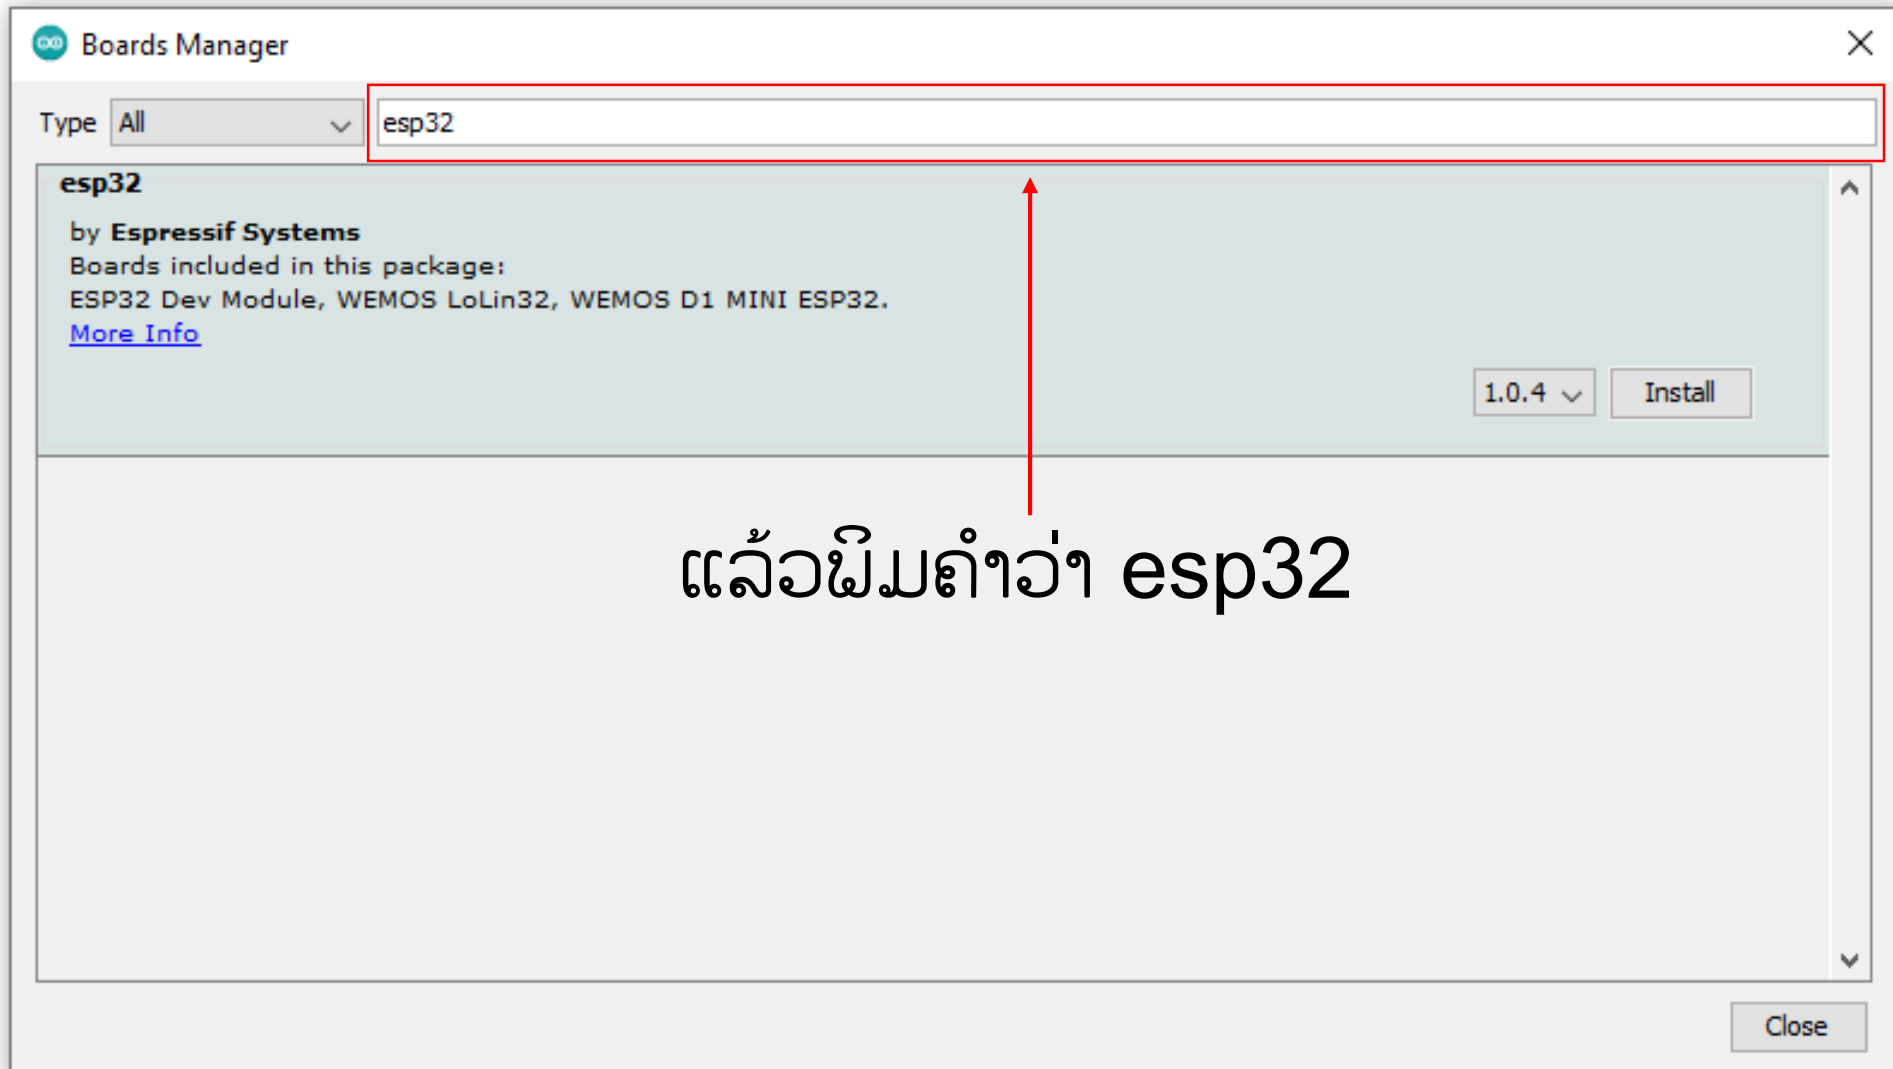 Boards Manager
Type All esp32
esp32
by Espressif Systems
Boards included in this package:
ESP32 Dev Module, WEMOS LoLin32, WEMOS D1 MINI ESP32.
More Info
1.0.4 Install
ແລ້ວພິມຄຳວ່າ esp32
Close